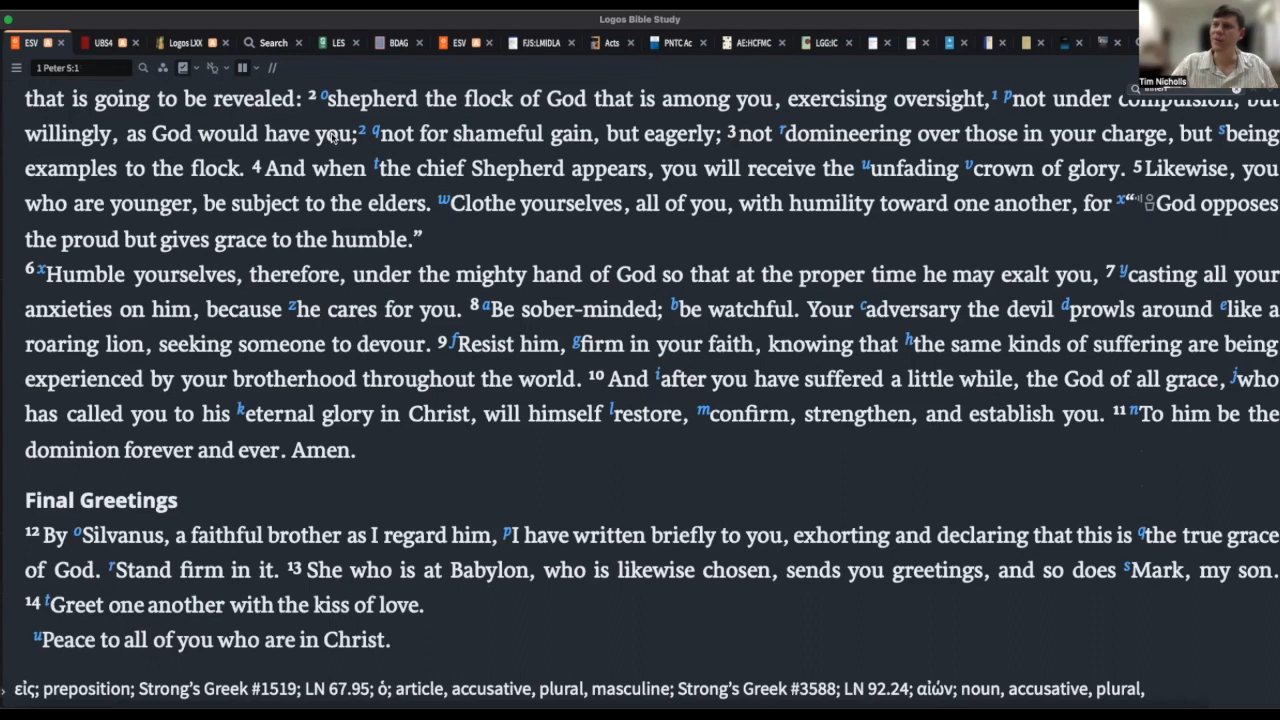 Logos Bible Study
ESV A × UBS4 A × Logos LXX A × Search × LES × BDAG × ESV A × FJS:LMIDLA × Acts × PNTC Ac × AE:HCFMC × LGG:IC ×
1 Peter 5:1
Tim Nicholls
that is going to be revealed: 2 o shepherd the flock of God that is among you, exercising oversight, 1 p not under compulsion, but
willingly, as God would have you; 2 q not for shameful gain, but eagerly; 3 not r domineering over those in your charge, but s being
examples to the flock. 4 And when t the chief Shepherd appears, you will receive the u unfading v crown of glory. 5 Likewise, you
who are younger, be subject to the elders. w Clothe yourselves, all of you, with humility toward one another, for x “God opposes
the proud but gives grace to the humble.”
6 x Humble yourselves, therefore, under the mighty hand of God so that at the proper time he may exalt you, 7 y casting all your
anxieties on him, because z he cares for you. 8 a Be sober-minded; b be watchful. Your c adversary the devil d prowls around e like a
roaring lion, seeking someone to devour. 9 f Resist him, g firm in your faith, knowing that h the same kinds of suffering are being
experienced by your brotherhood throughout the world. 10 And i after you have suffered a little while, the God of all grace, j who
has called you to his k eternal glory in Christ, will himself l restore, m confirm, strengthen, and establish you. 11 n To him be the
dominion forever and ever. Amen.
Final Greetings
12 By o Silvanus, a faithful brother as I regard him, p I have written briefly to you, exhorting and declaring that this is q the true grace
of God. r Stand firm in it. 13 She who is at Babylon, who is likewise chosen, sends you greetings, and so does s Mark, my son.
14 t Greet one another with the kiss of love.
u Peace to all of you who are in Christ.
εἰς; preposition; Strong’s Greek #1519; LN 67.95; ὁ; article, accusative, plural, masculine; Strong’s Greek #3588; LN 92.24; αἰών; noun, accusative, plural,